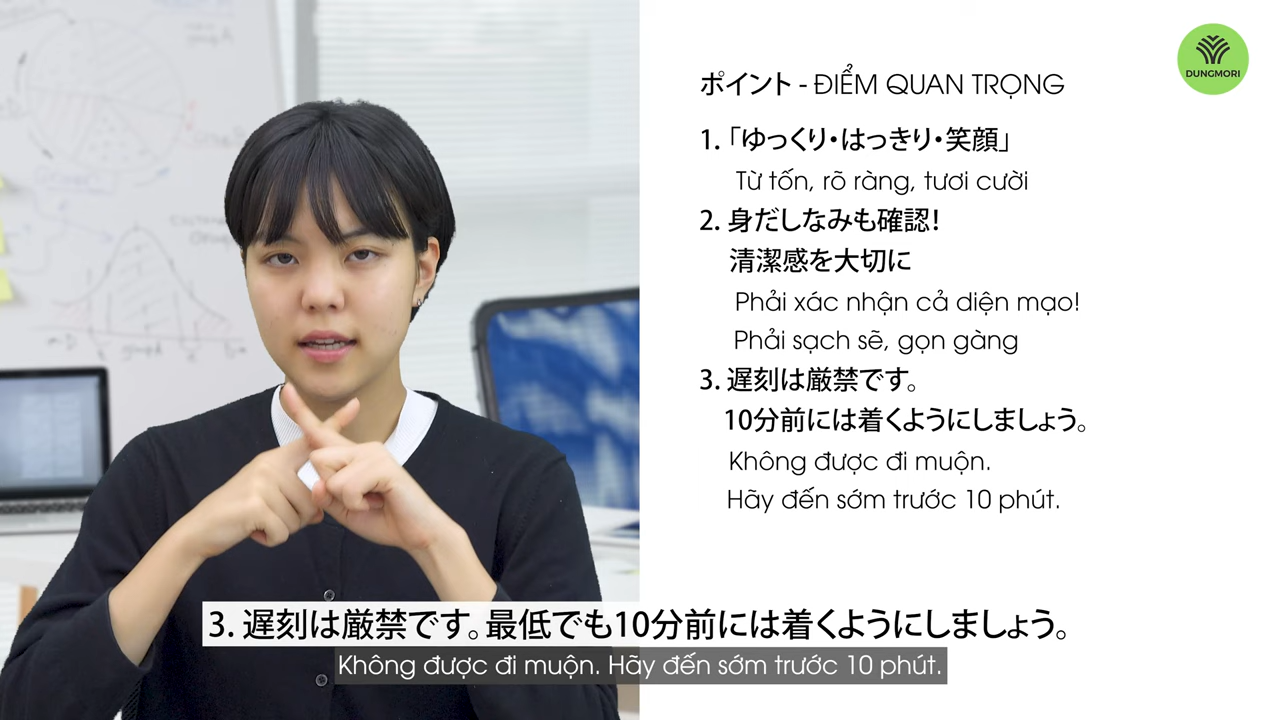 DUNGMORI
ポイント - ĐIỂM QUAN TRỌNG
1. 「ゆっくり・はっきり・笑顔」
Từ tốn, rõ ràng, tươi cười
2. 身だしなみも確認!
清潔感を大切に
Phải xác nhận cả diện mạo!
Phải sạch sẽ, gọn gàng
3. 遅刻は厳禁です。
10分前には着くようにしましょう。
Không được đi muộn.
Hãy đến sớm trước 10 phút.
3. 遅刻は厳禁です。最低でも10分前には着くようにしましょう。
Không được đi muộn. Hãy đến sớm trước 10 phút.